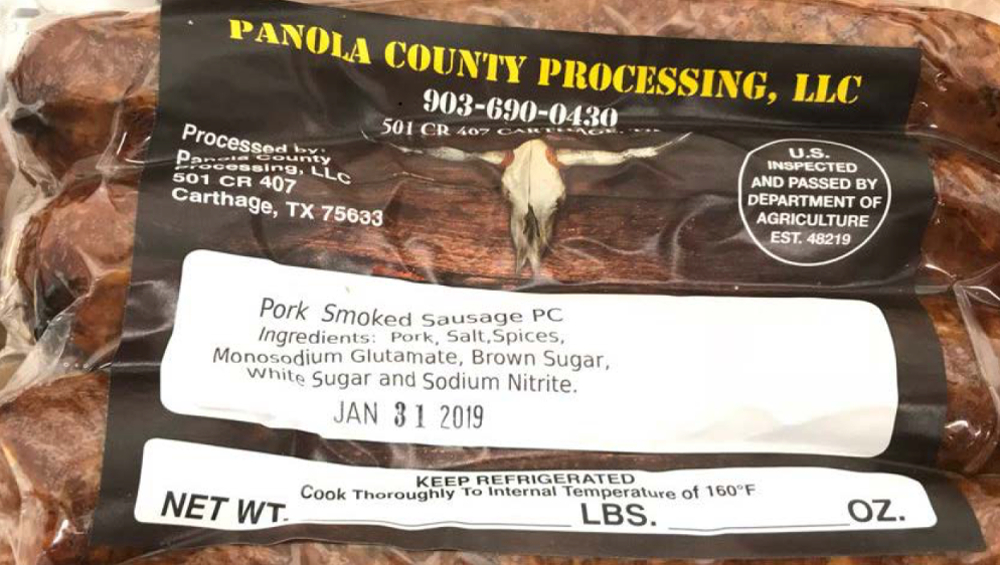 PANOLA COUNTY PROCESSING, LLC
903-690-0430
501 CR 407 CARTHAGE,
Processed by:
Panola County
Processing, LLC
501 CR 407
Carthage, TX 75633
U.S.
INSPECTED
AND PASSED BY
DEPARTMENT OF
AGRICULTURE
EST. 48219
Pork Smoked Sausage PC
Ingredients: Pork, Salt,Spices,
Monosodium Glutamate, Brown Sugar,
White Sugar and Sodium Nitrite.
JAN 31 2019
KEEP REFRIGERATED
Cook Thoroughly To Internal Temperature of 160°F
NET WT. LBS. OZ.